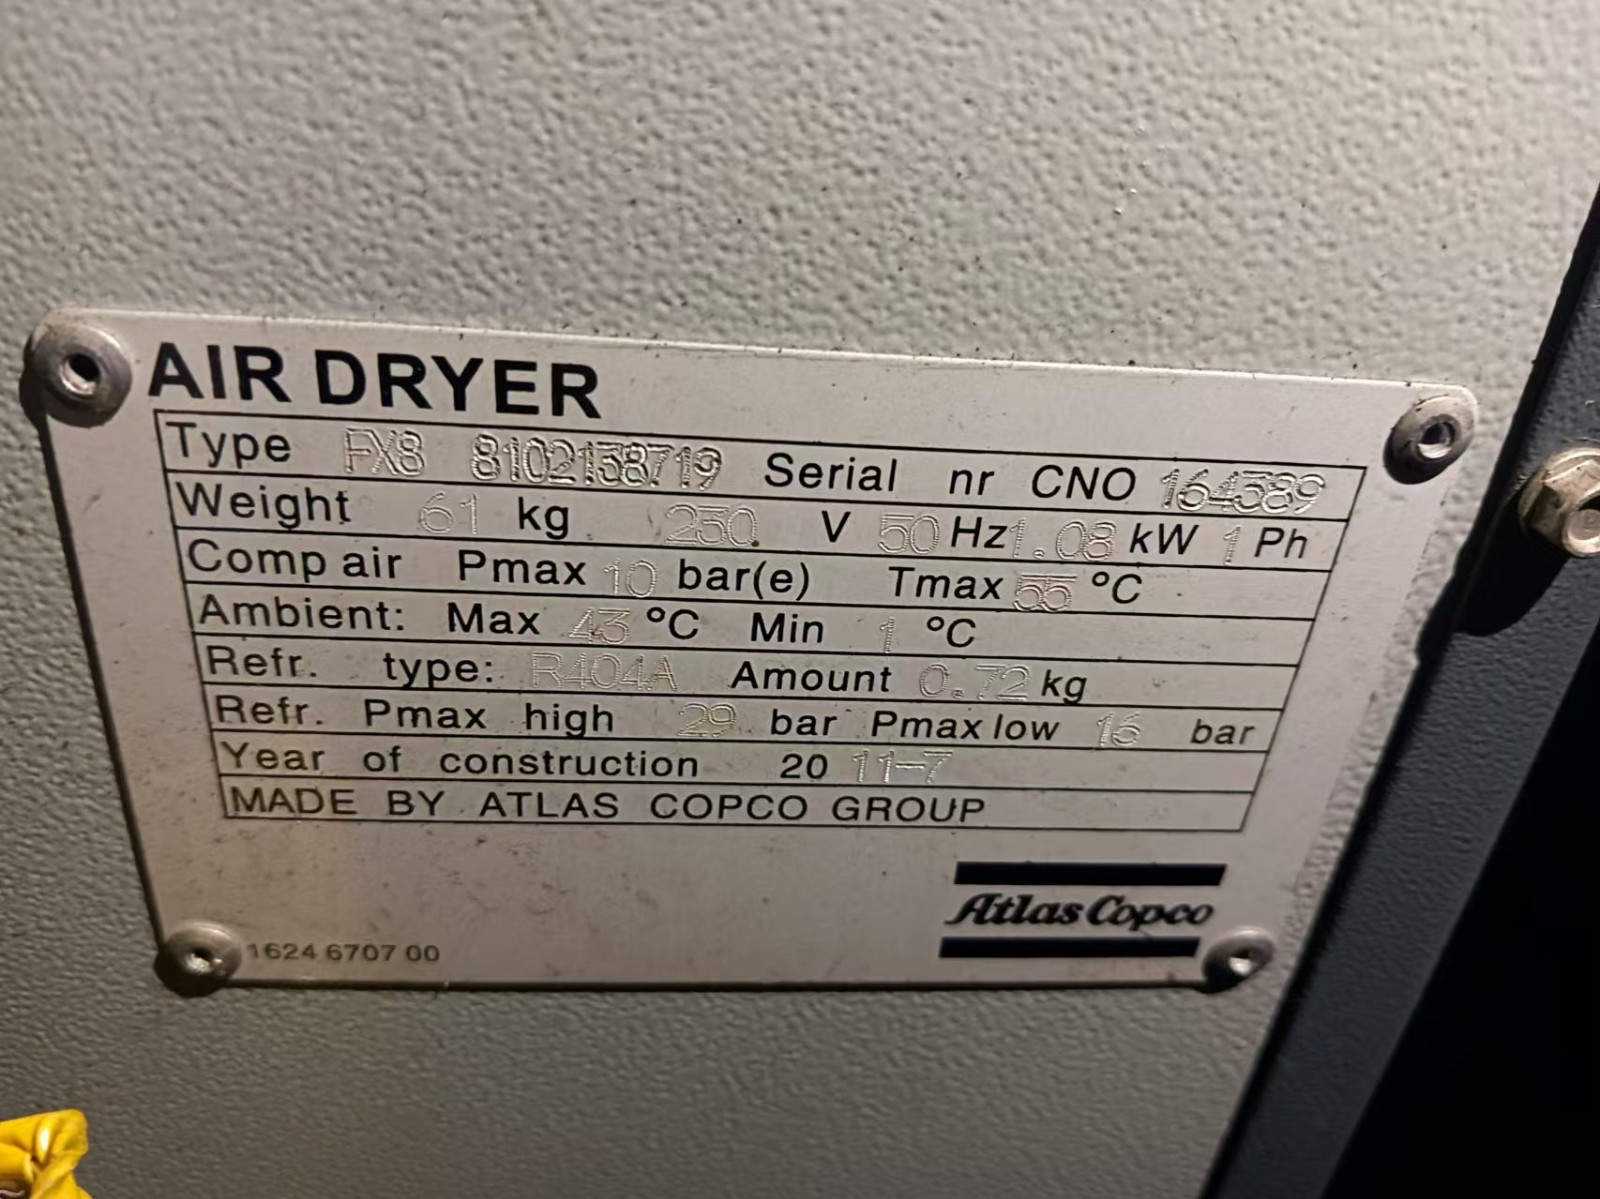 AIR DRYER
Type FX8 8102138719 Serial nr CNO 164389
Weight 61 kg 230 V 50 Hz 1.08 kW 1 Ph
Comp air Pmax 10 bar(e) Tmax 55 °C
Ambient: Max 43 °C Min 1 °C
Refr. type: R404A Amount 0.72 kg
Refr. Pmax high 29 bar Pmax low 16 bar
Year of construction 20 11-7
MADE BY ATLAS COPCO GROUP
Atlas Copco
1624 6707 00